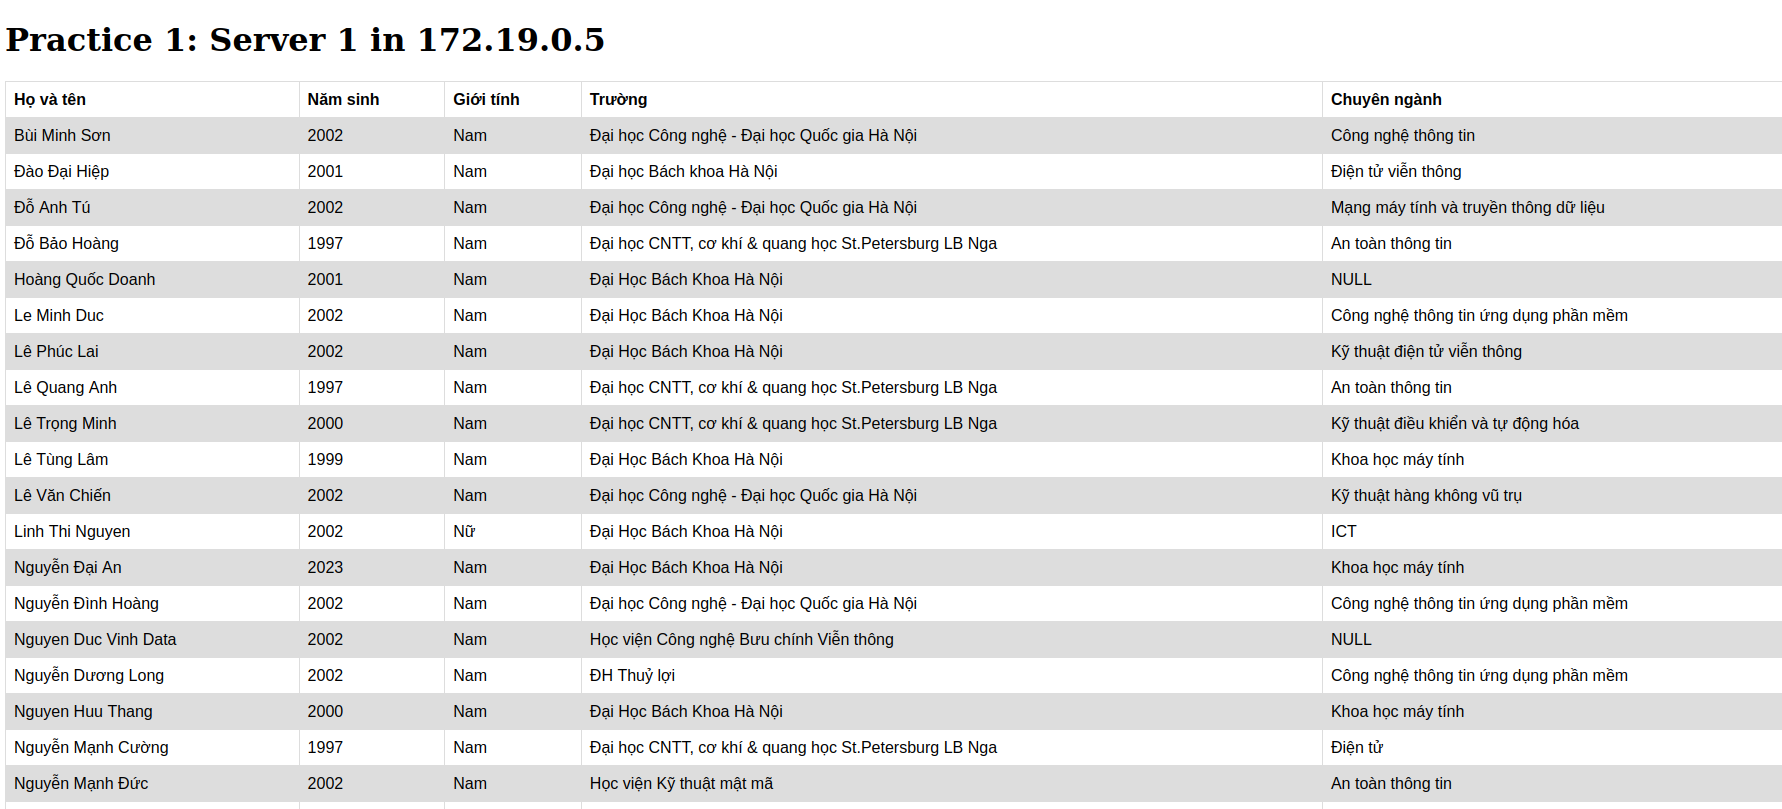 Practice 1: Server 1 in 172.19.0.5
Họ và tên Năm sinh Giới tính Trường Chuyên ngành
Bùi Minh Sơn 2002 Nam Đại học Công nghệ - Đại học Quốc gia Hà Nội Công nghệ thông tin
Đào Đại Hiệp 2001 Nam Đại học Bách khoa Hà Nội Điện tử viễn thông
Đỗ Anh Tú 2002 Nam Đại học Công nghệ - Đại học Quốc gia Hà Nội Mạng máy tính và truyền thông dữ liệu
Đỗ Bảo Hoàng 1997 Nam Đại học CNTT, cơ khí & quang học St.Petersburg LB Nga An toàn thông tin
Hoàng Quốc Doanh 2001 Nam Đại Học Bách Khoa Hà Nội NULL
Le Minh Duc 2002 Nam Đại Học Bách Khoa Hà Nội Công nghệ thông tin ứng dụng phần mềm
Lê Phúc Lai 2002 Nam Đại Học Bách Khoa Hà Nội Kỹ thuật điện tử viễn thông
Lê Quang Anh 1997 Nam Đại học CNTT, cơ khí & quang học St.Petersburg LB Nga An toàn thông tin
Lê Trọng Minh 2000 Nam Đại học CNTT, cơ khí & quang học St.Petersburg LB Nga Kỹ thuật điều khiển và tự động hóa
Lê Tùng Lâm 1999 Nam Đại Học Bách Khoa Hà Nội Khoa học máy tính
Lê Văn Chiến 2002 Nam Đại học Công nghệ - Đại học Quốc gia Hà Nội Kỹ thuật hàng không vũ trụ
Linh Thi Nguyen 2002 Nữ Đại Học Bách Khoa Hà Nội ICT
Nguyễn Đại An 2023 Nam Đại Học Bách Khoa Hà Nội Khoa học máy tính
Nguyễn Đình Hoàng 2002 Nam Đại học Công nghệ - Đại học Quốc gia Hà Nội Công nghệ thông tin ứng dụng phần mềm
Nguyen Duc Vinh Data 2002 Nam Học viện Công nghệ Bưu chính Viễn thông NULL
Nguyễn Dương Long 2002 Nam ĐH Thuỷ lợi Công nghệ thông tin ứng dụng phần mềm
Nguyen Huu Thang 2000 Nam Đại Học Bách Khoa Hà Nội Khoa học máy tính
Nguyễn Mạnh Cường 1997 Nam Đại học CNTT, cơ khí & quang học St.Petersburg LB Nga Điện tử
Nguyễn Mạnh Đức 2002 Nam Học viện Kỹ thuật mật mã An toàn thông tin